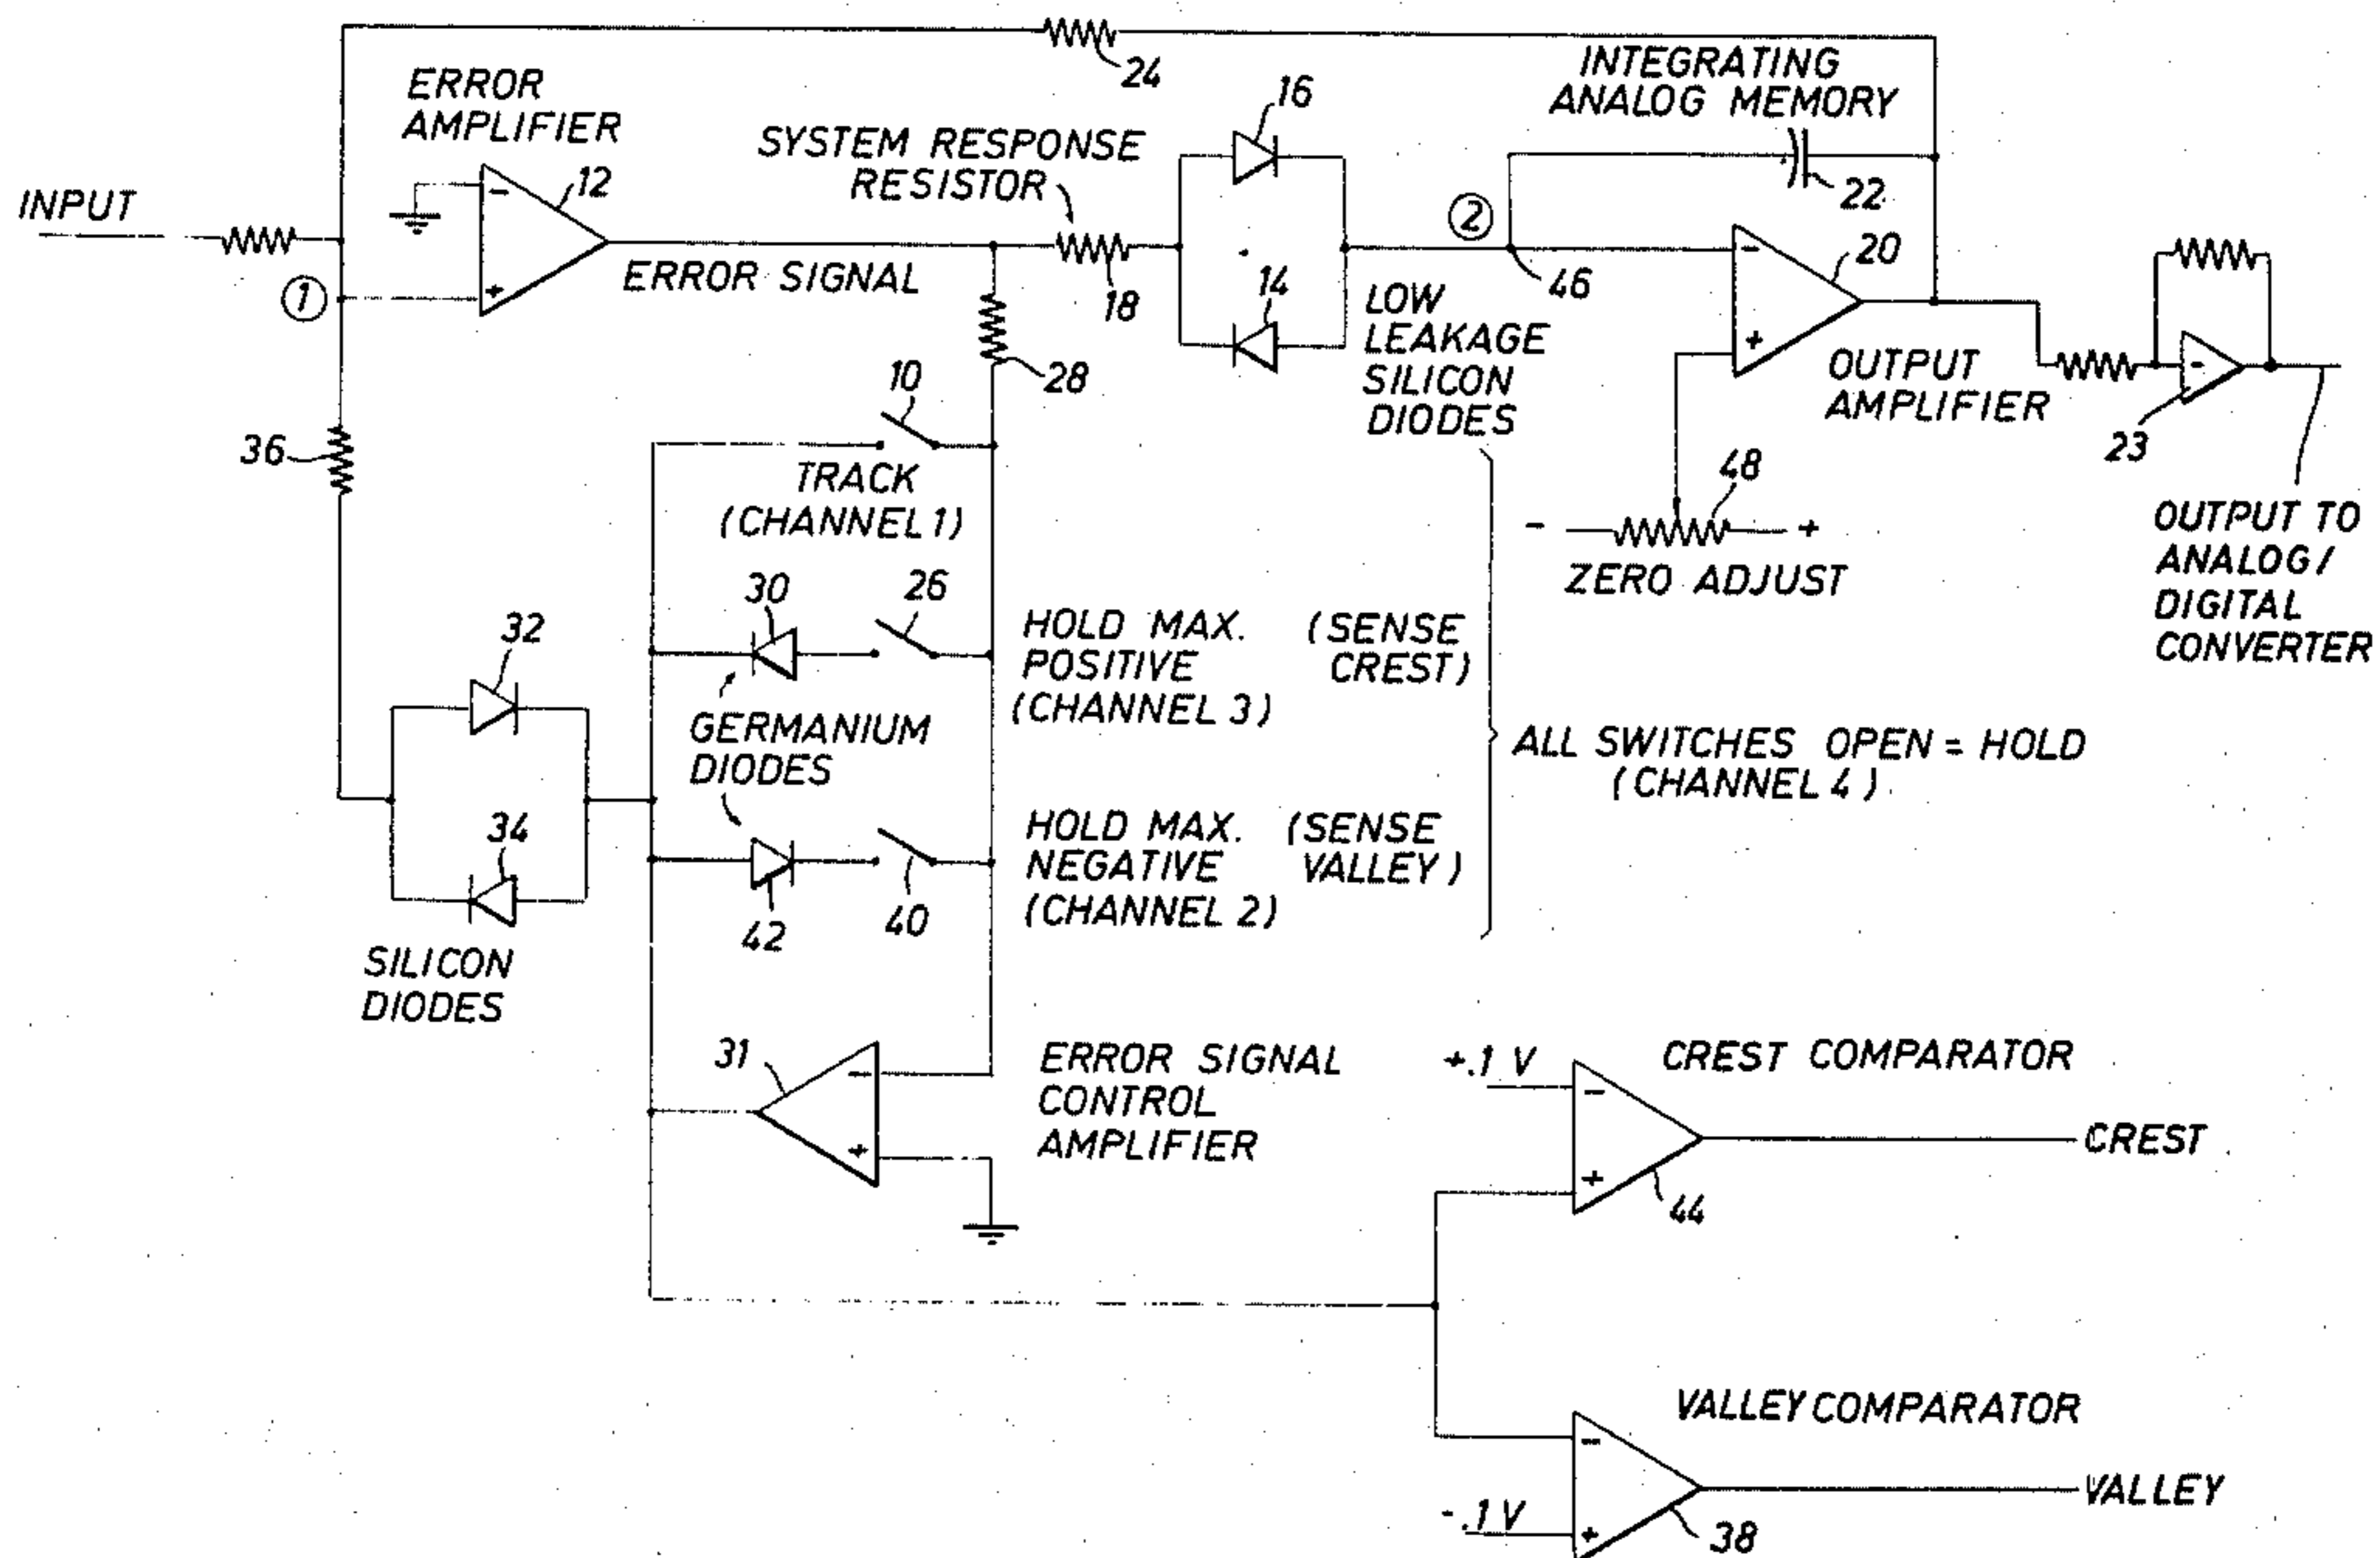 24
INTEGRATING
ANALOG MEMORY
22
ERROR
AMPLIFIER
12
SYSTEM RESPONSE
RESISTOR
16
INPUT
1
-
+
ERROR SIGNAL
18
14
2
46
LOW
LEAKAGE
SILICON
DIODES
-
+
20
OUTPUT
AMPLIFIER
-
23
28
10
TRACK
(CHANNEL 1)
36
- +
48
ZERO ADJUST
OUTPUT TO
ANALOG/
DIGITAL
CONVERTER
30
26
HOLD MAX. (SENSE
POSITIVE CREST)
(CHANNEL 3)
32
GERMANIUM
DIODES
ALL SWITCHES OPEN = HOLD
(CHANNEL 4)
34
42
40
HOLD MAX. (SENSE
NEGATIVE VALLEY)
(CHANNEL 2)
SILICON
DIODES
31
-
+
ERROR SIGNAL
CONTROL
AMPLIFIER
+.1 V
-
+
CREST COMPARATOR
CREST
44
VALLEY COMPARATOR
-
-.1 V
+
VALLEY
38